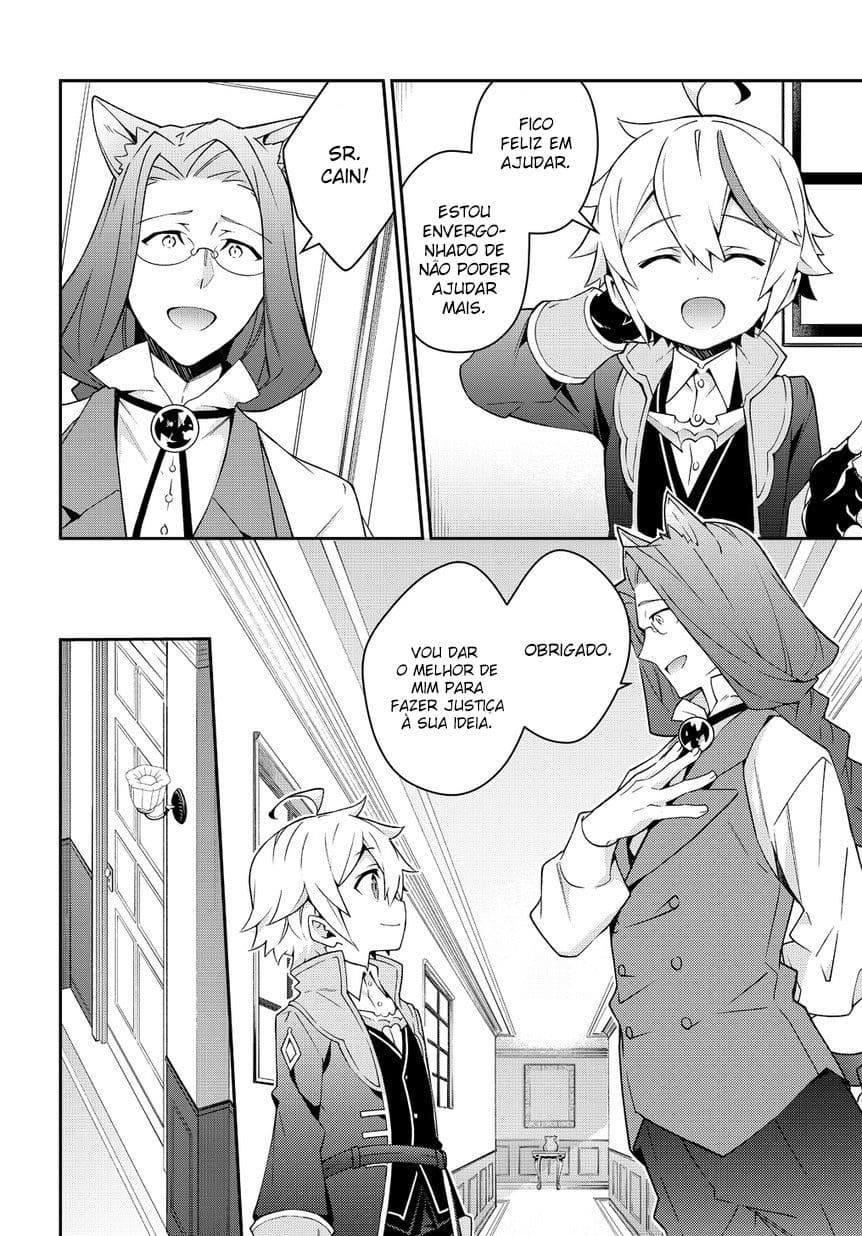 FICO
FELIZ EM
AJUDAR.
ESTOU
ENVERGO-
NHADO DE
NÃO PODER
AJUDAR
MAIS.
SR.
CAIN!
OBRIGADO.
VOU DAR
O MELHOR DE
MIM PARA
FAZER JUSTIÇA
À SUA IDEIA.